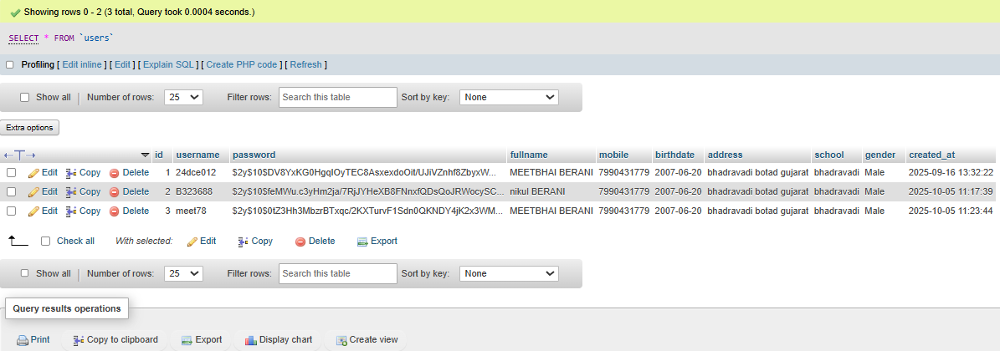 Showing rows 0 - 2 (3 total, Query took 0.0004 seconds.)
SELECT * FROM `users`
Profiling [ Edit inline ] [ Edit ] [ Explain SQL ] [ Create PHP code ] [ Refresh ]
Show all | Number of rows: 25 Filter rows: Search this table Sort by key: None
Extra options
←T→ id username password fullname mobile birthdate address school gender created_at
Edit Copy Delete 1 24dce012 $2y$10$DV8YxKG0HgqIOyTEC8AsxexdoOit/UJiVZnhf8ZbyxW... MEETBHAI BERANI 7990431779 2007-06-20 bhadravadi botad gujarat bhadravadi Male 2025-09-16 13:32:22
Edit Copy Delete 2 B323688 $2y$10$feMWu.c3yHm2ja/7RjJYHeXB8FNnxfQDsQoJRWocySC... nikul BERANI 7990431779 2007-06-20 bhadravadi botad gujarat bhadravadi Male 2025-10-05 11:17:39
Edit Copy Delete 3 meet78 $2y$10$0tZ3Hh3MbzrBTxqc/2KXTurvF1Sdn0QKNDY4jK2x3WM... MEETBHAI BERANI 7990431779 2007-06-20 bhadravadi botad gujarat bhadravadi Male 2025-10-05 11:23:44
Check all With selected: Edit Copy Delete Export
Show all | Number of rows: 25 Filter rows: Search this table Sort by key: None
Query results operations
Print Copy to clipboard Export Display chart Create view